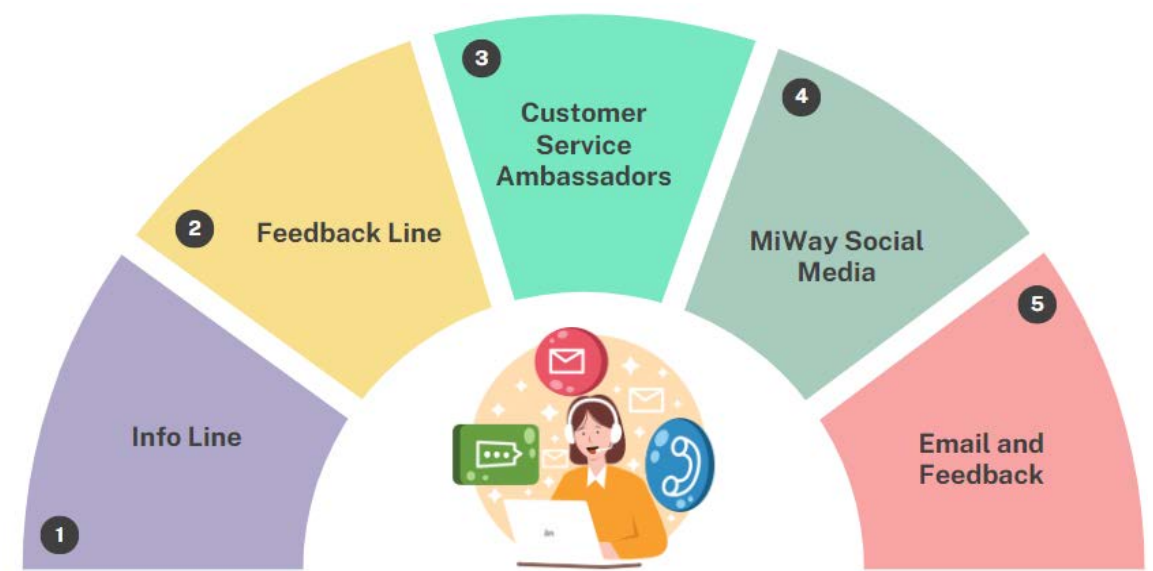 1
Info Line
2
Feedback Line
3
Customer
Service
Ambassadors
4
MiWay Social
Media
5
Email and
Feedback